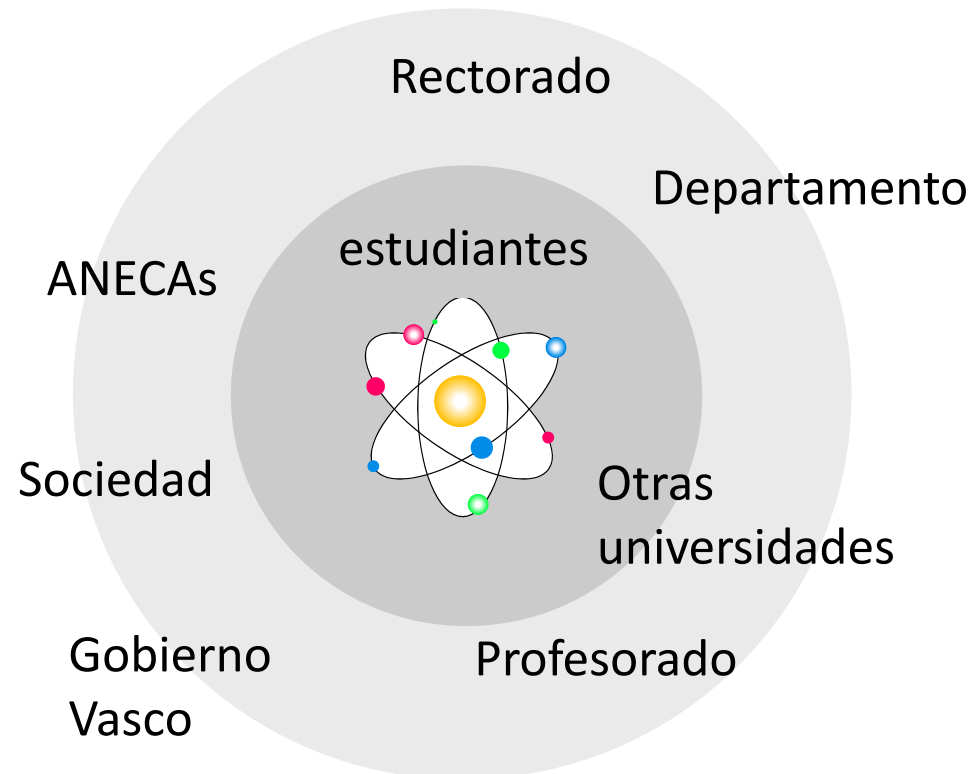 Rectorado
Departamento
estudiantes
ANECAs
Sociedad
Otras
universidades
Gobierno
Vasco
Profesorado